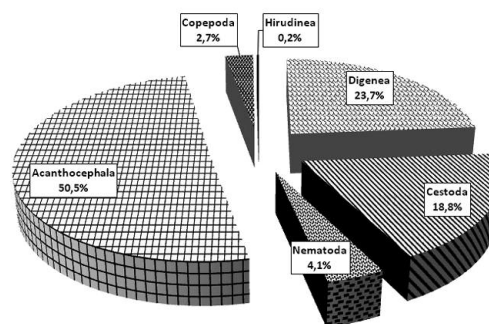 Copepoda
2,7%
Hirudinea
0,2%
Digenea
23,7%
Acanthocephala
50,5%
Cestoda
18,8%
Nematoda
4,1%